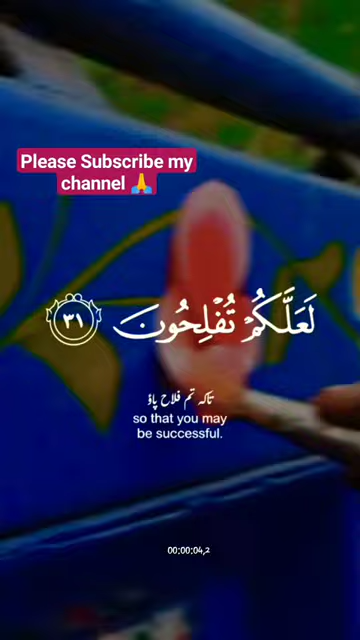 Please Subscribe my
channel 🙏
لَعَلَّكُمْ تُفْلِحُونَ ٣١
تاکہ تم فلاح پاؤ
so that you may
be successful.
00:00:04,2